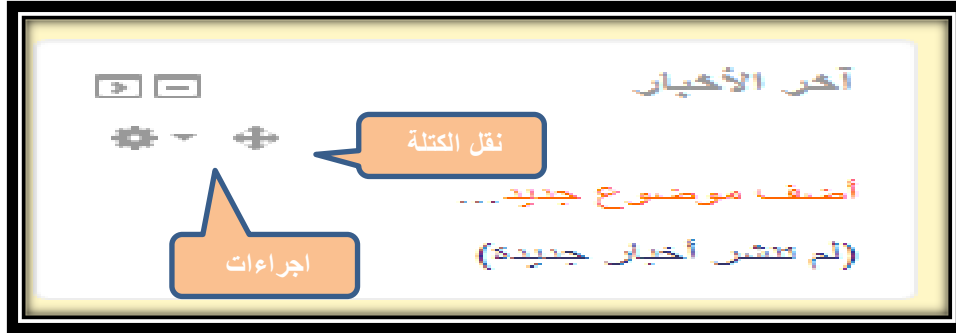 آخر الأخبار
نقل الكتلة
أضف موضوع جديد...
(لم تنشر أخبار جديدة)
اجراءات